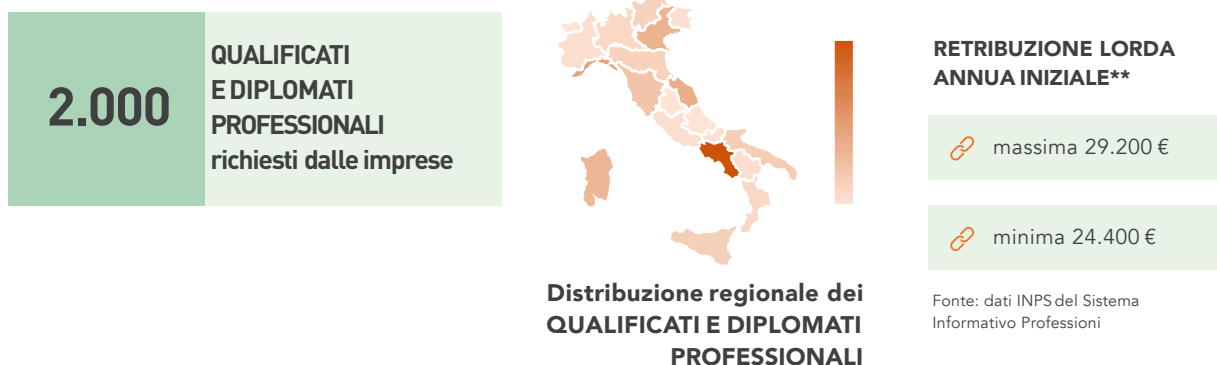 2.000
QUALIFICATI
E DIPLOMATI
PROFESSIONALI
richiesti dalle imprese
Distribuzione regionale dei
QUALIFICATI E DIPLOMATI
PROFESSIONALI
RETRIBUZIONE LORDA
ANNUA INIZIALE**
massima 29.200 €
minima 24.400 €
Fonte: dati INPS del Sistema
Informativo Professioni